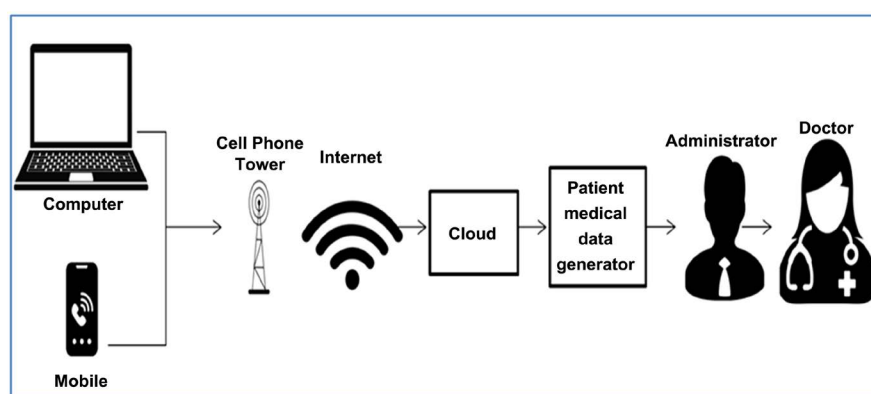 Computer
Mobile
Cell Phone
Tower
Internet
Cloud
Patient
medical
data
generator
Administrator
Doctor